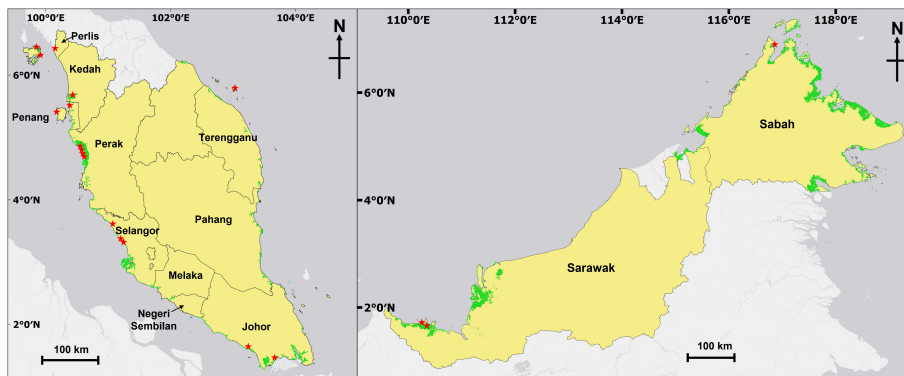 100°0'E 102°0'E 104°0'E
N
Perlis
6°0'N
Kedah
Penang
Perak
Terengganu
4°0'N
Pahang
Selangor
Melaka
Negeri
Sembilan
2°0'N
Johor
100 km
110°0'E 112°0'E 114°0'E 116°0'E 118°0'E
N
6°0'N
Sabah
4°0'N
Sarawak
2°0'N
100 km